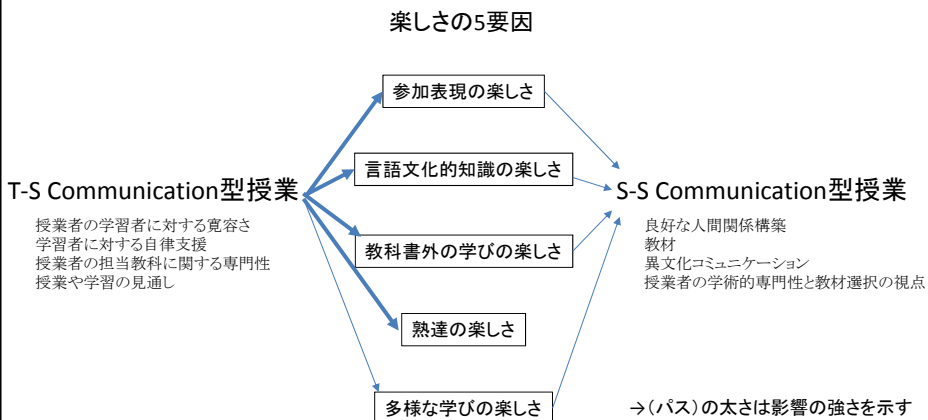 楽しさの5要因
参加表現の楽しさ
言語文化的知識の楽しさ
T-S Communication型授業
S-S Communication型授業
授業者の学習者に対する寛容さ
学習者に対する自律支援
授業者の担当教科に関する専門性
授業や学習の見通し
良好な人間関係構築
教材
異文化コミュニケーション
授業者の学術的専門性と教材選択の視点
教科書外の学びの楽しさ
熟達の楽しさ
多様な学びの楽しさ
→(パス)の太さは影響の強さを示す